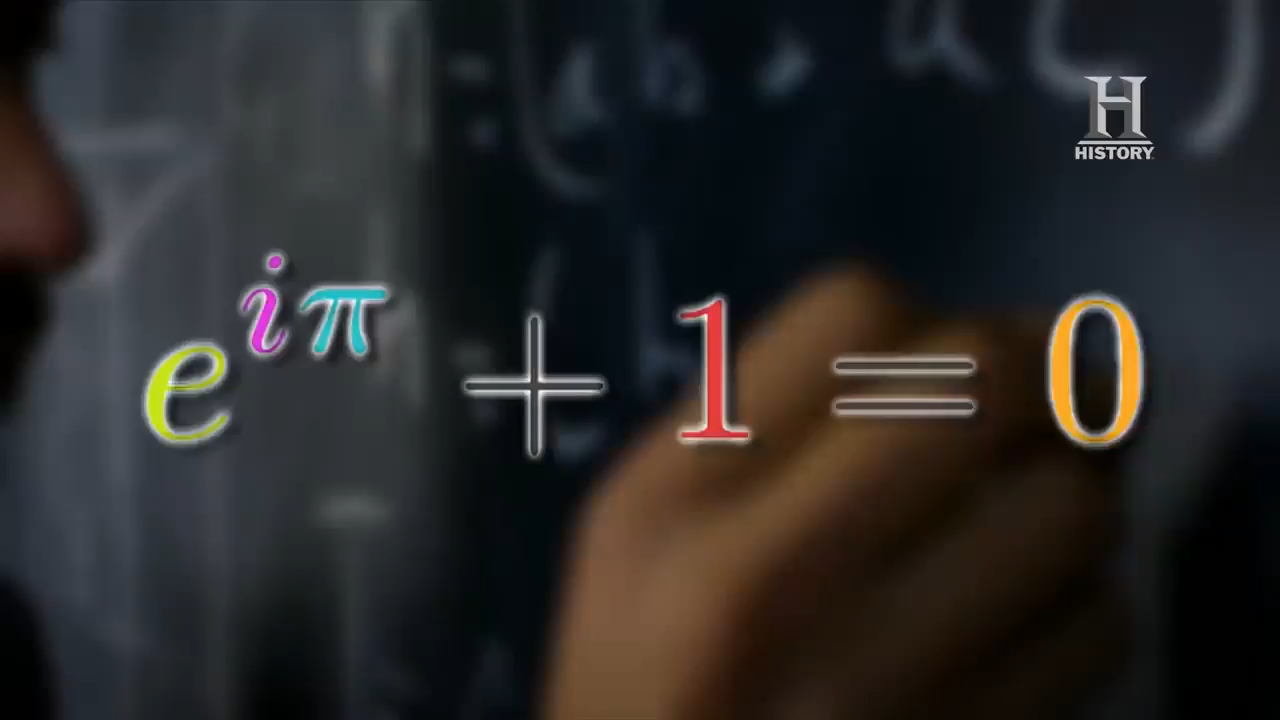 H
HISTORY
e^{iπ} + 1 = 0